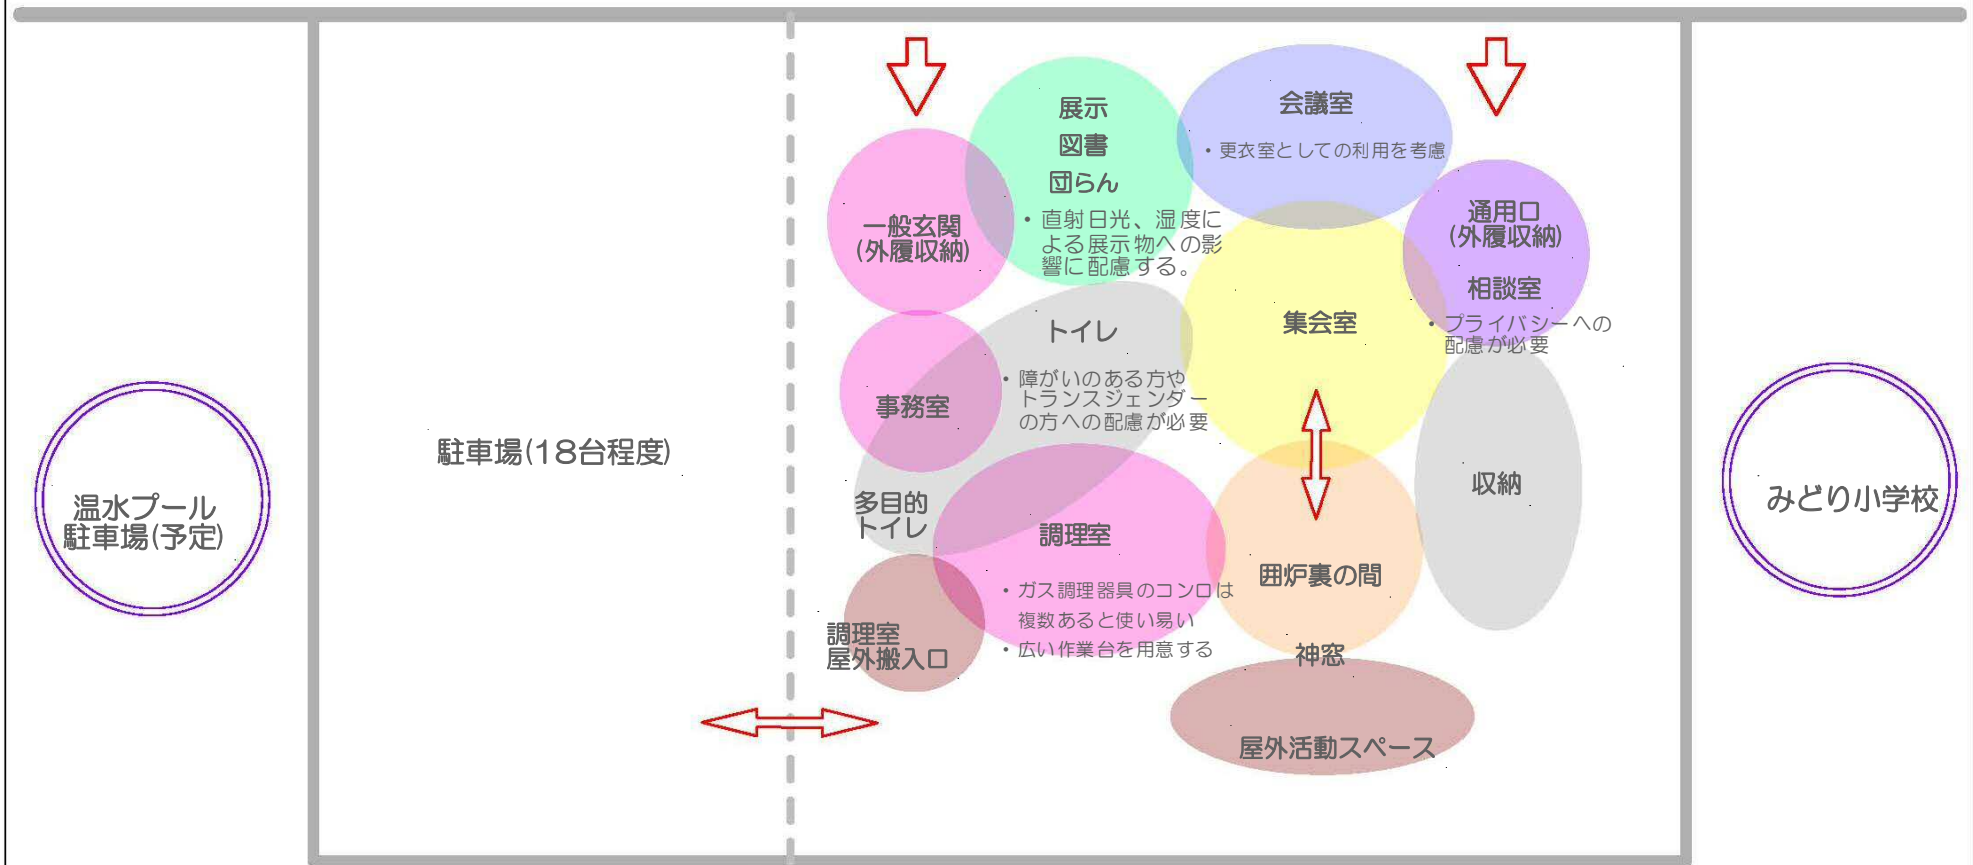 温水プール
駐車場(予定)
駐車場(18台程度)
一般玄関
(外履収納)
展示
図書
団らん
・直射日光、湿度に
よる展示物への影
響に配慮する。
会議室
・更衣室としての利用を考慮
通用口
(外履収納)
相談室
・プライバシーへの
配慮が必要
集会室
トイレ
・障がいのある方や
トランスジェンダー
の方への配慮が必要
事務室
多目的
トイレ
調理室
・ガス調理器具のコンロは
複数あると使い易い
・広い作業台を用意する
調理室
屋外搬入口
囲炉裏の間
神窓
収納
屋外活動スペース
みどり小学校